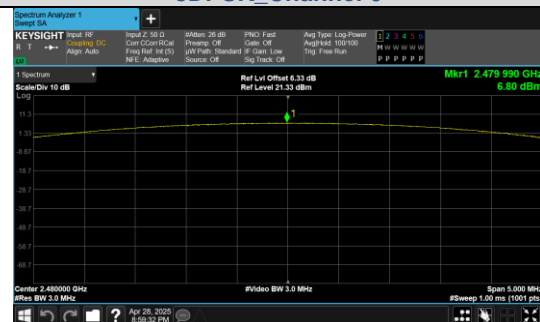 Spectrum Analyzer 1
Swept SA
+
KEYSIGHT
R T
LXI
Input: RF
Coupling: DC
Align: Auto
Input Z: 50 Ω
Corr CCorr RCal
Freq Ref: Int (S)
NFE: Adaptive
#Atten: 26 dB
Preamp: Off
µW Path: Standard
Source: Off
PNO: Fast
Gate: Off
IF Gain: Low
Sig Track: Off
Avg Type: Log-Power
Avg|Hold: 100/100
Trig: Free Run
1 2 3 4 5 6
M W W W W W
P P P P P P
1 Spectrum
Scale/Div 10 dB
Log
Ref Lvl Offset 6.33 dB
Ref Level 21.33 dBm
Mkr1 2.479 990 GHz
6.80 dBm
1
11.3
1.33
-8.67
-18.7
-28.7
-38.7
-48.7
-58.7
-68.7
Center 2.480000 GHz
#Res BW 3.0 MHz
#Video BW 3.0 MHz
Span 5.000 MHz
#Sweep 1.00 ms (1001 pts)
?
Apr 28, 2025
8:59:32 PM